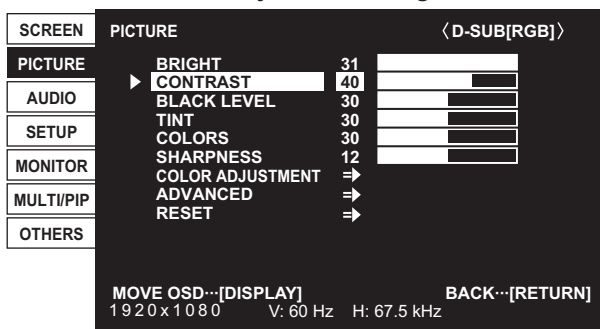 SCREEN
PICTURE
AUDIO
SETUP
MONITOR
MULTI/PIP
OTHERS
PICTURE 〈D-SUB[RGB]〉
BRIGHT 31
CONTRAST 40
BLACK LEVEL 30
TINT 30
COLORS 30
SHARPNESS 12
COLOR ADJUSTMENT
ADVANCED
RESET
MOVE OSD···[DISPLAY] BACK···[RETURN]
1920x1080 V: 60 Hz H: 67.5 kHz